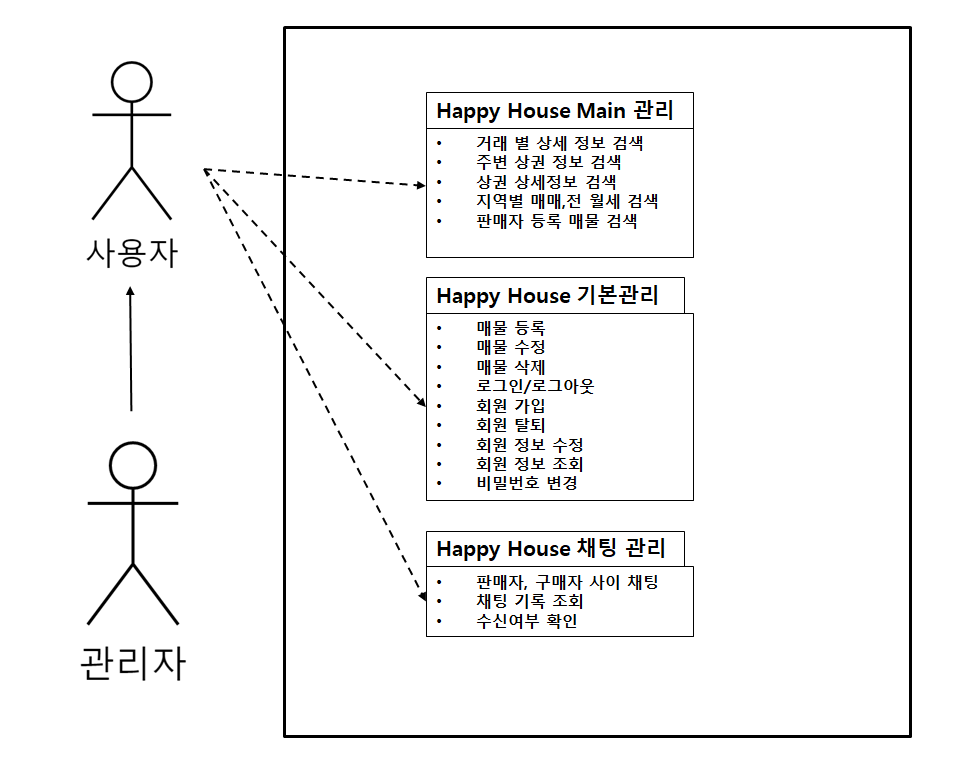 사용자
관리자
Happy House Main 관리
• 거래 별 상세 정보 검색
• 주변 상권 정보 검색
• 상권 상세정보 검색
• 지역별 매매,전 월세 검색
• 판매자 등록 매물 검색
Happy House 기본관리
• 매물 등록
• 매물 수정
• 매물 삭제
• 로그인/로그아웃
• 회원 가입
• 회원 탈퇴
• 회원 정보 수정
• 회원 정보 조회
• 비밀번호 변경
Happy House 채팅 관리
• 판매자, 구매자 사이 채팅
• 채팅 기록 조회
• 수신여부 확인